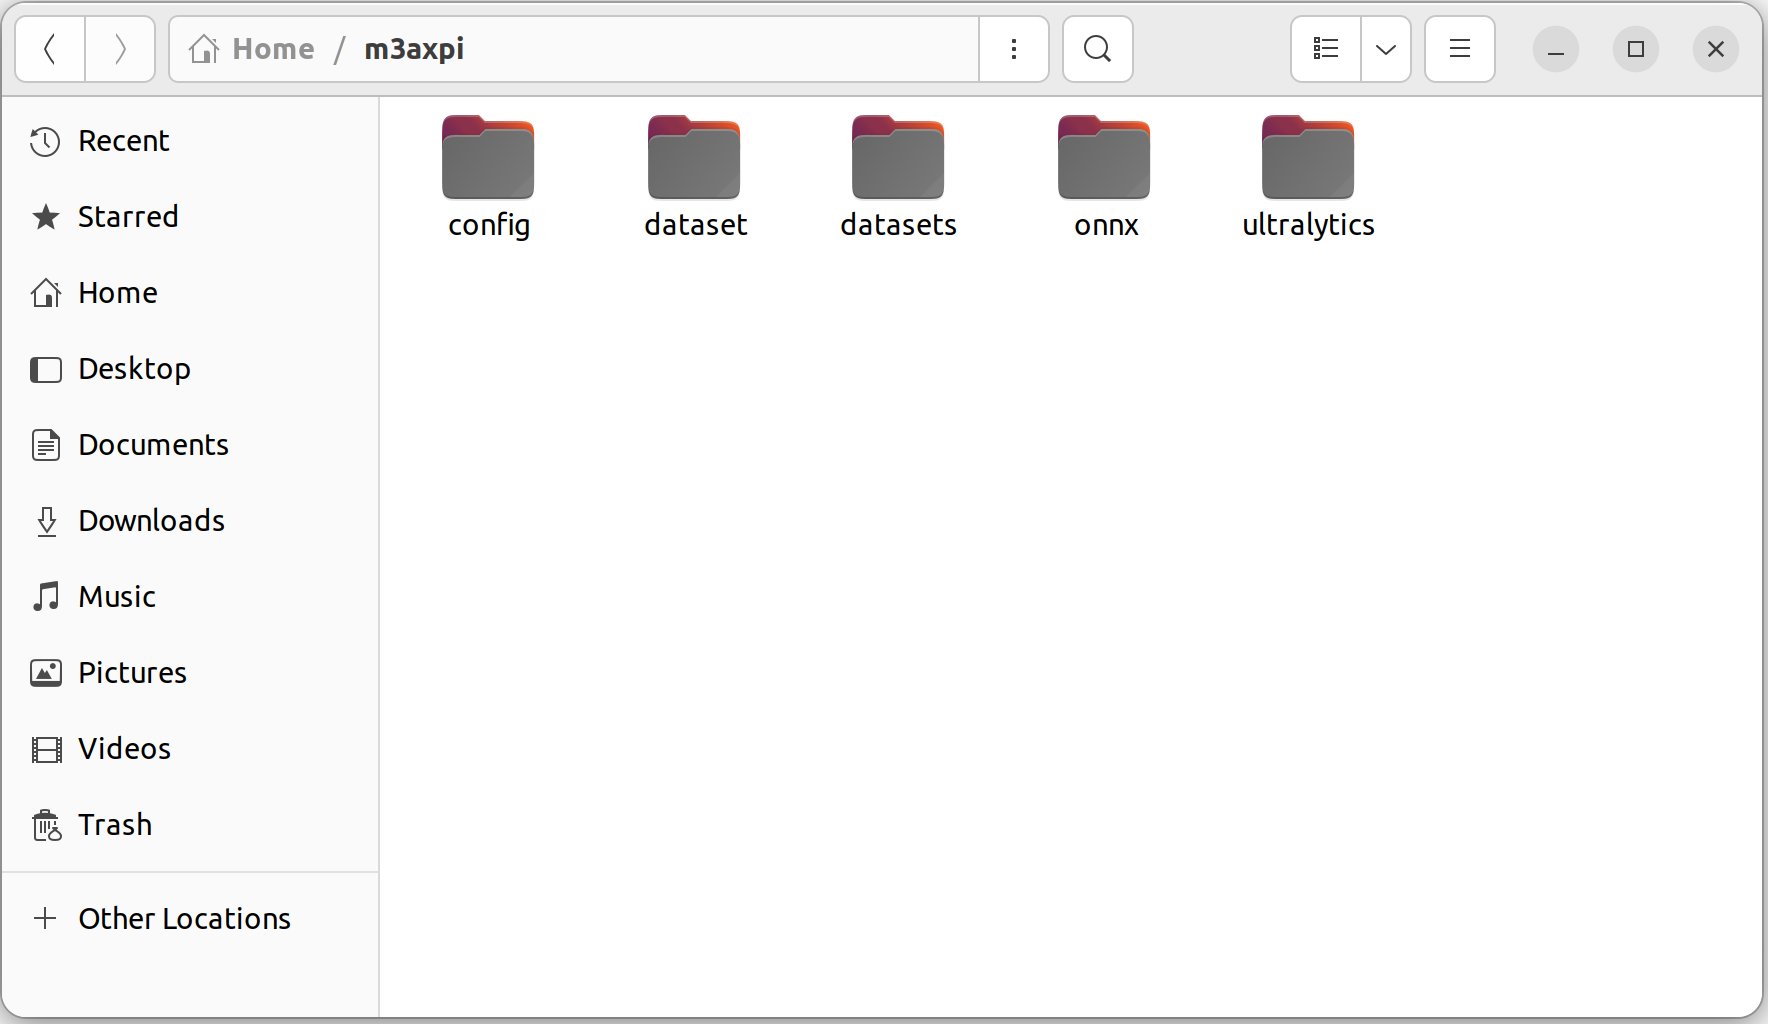 Home / m3axpi
Recent
Starred
Home
Desktop
Documents
Downloads
Music
Pictures
Videos
Trash
Other Locations
config dataset datasets onnx ultralytics